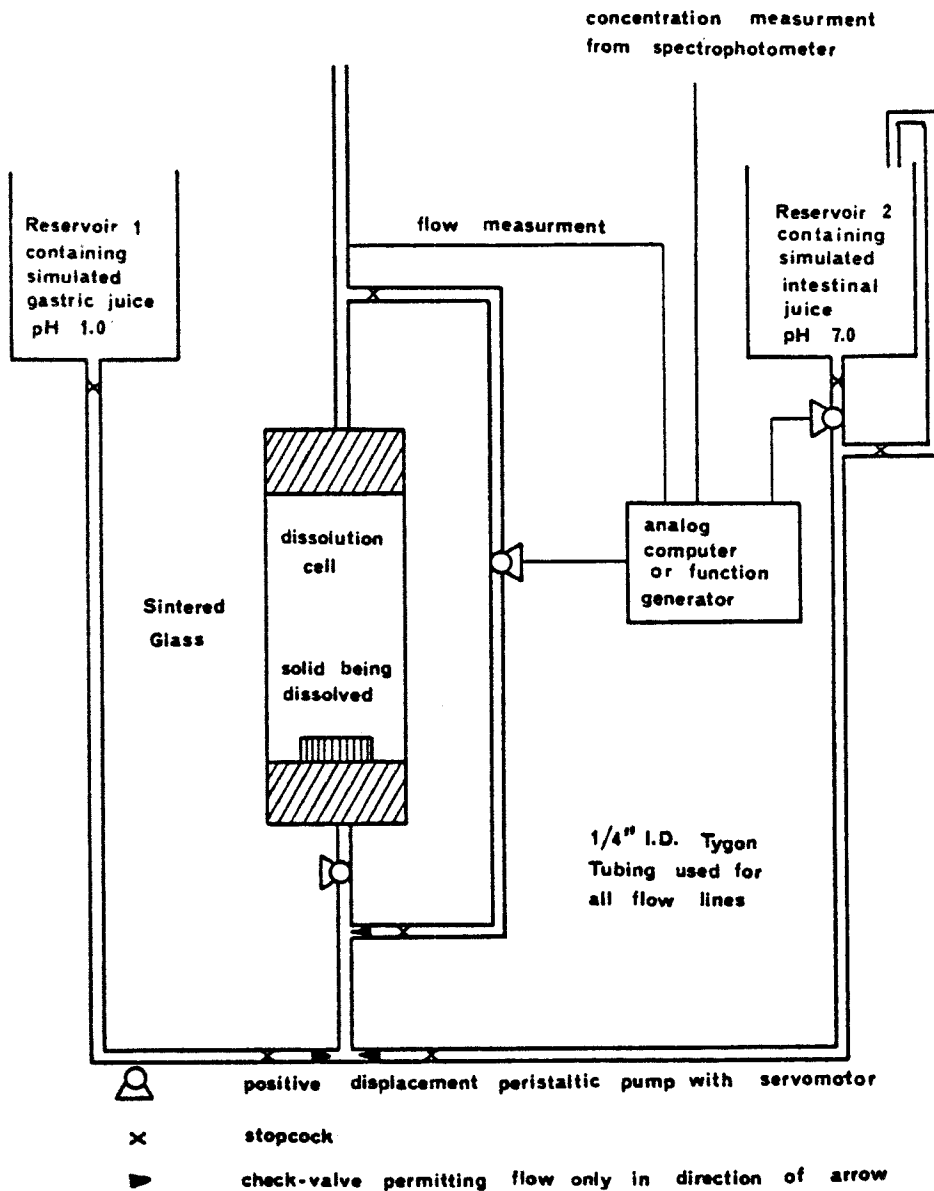 concentration measurment
from spectrophotometer
Reservoir 1
containing
simulated
gastric juice
pH 1.0
flow measurment
Reservoir 2
containing
simulated
intestinal
juice
pH 7.0
dissolution
cell
analog
computer
or function
generator
Sintered
Glass
solid being
dissolved
1/4" I.D. Tygon
Tubing used for
all flow lines
positive displacement peristaltic pump with servomotor
stopcock
check-valve permitting flow only in direction of arrow